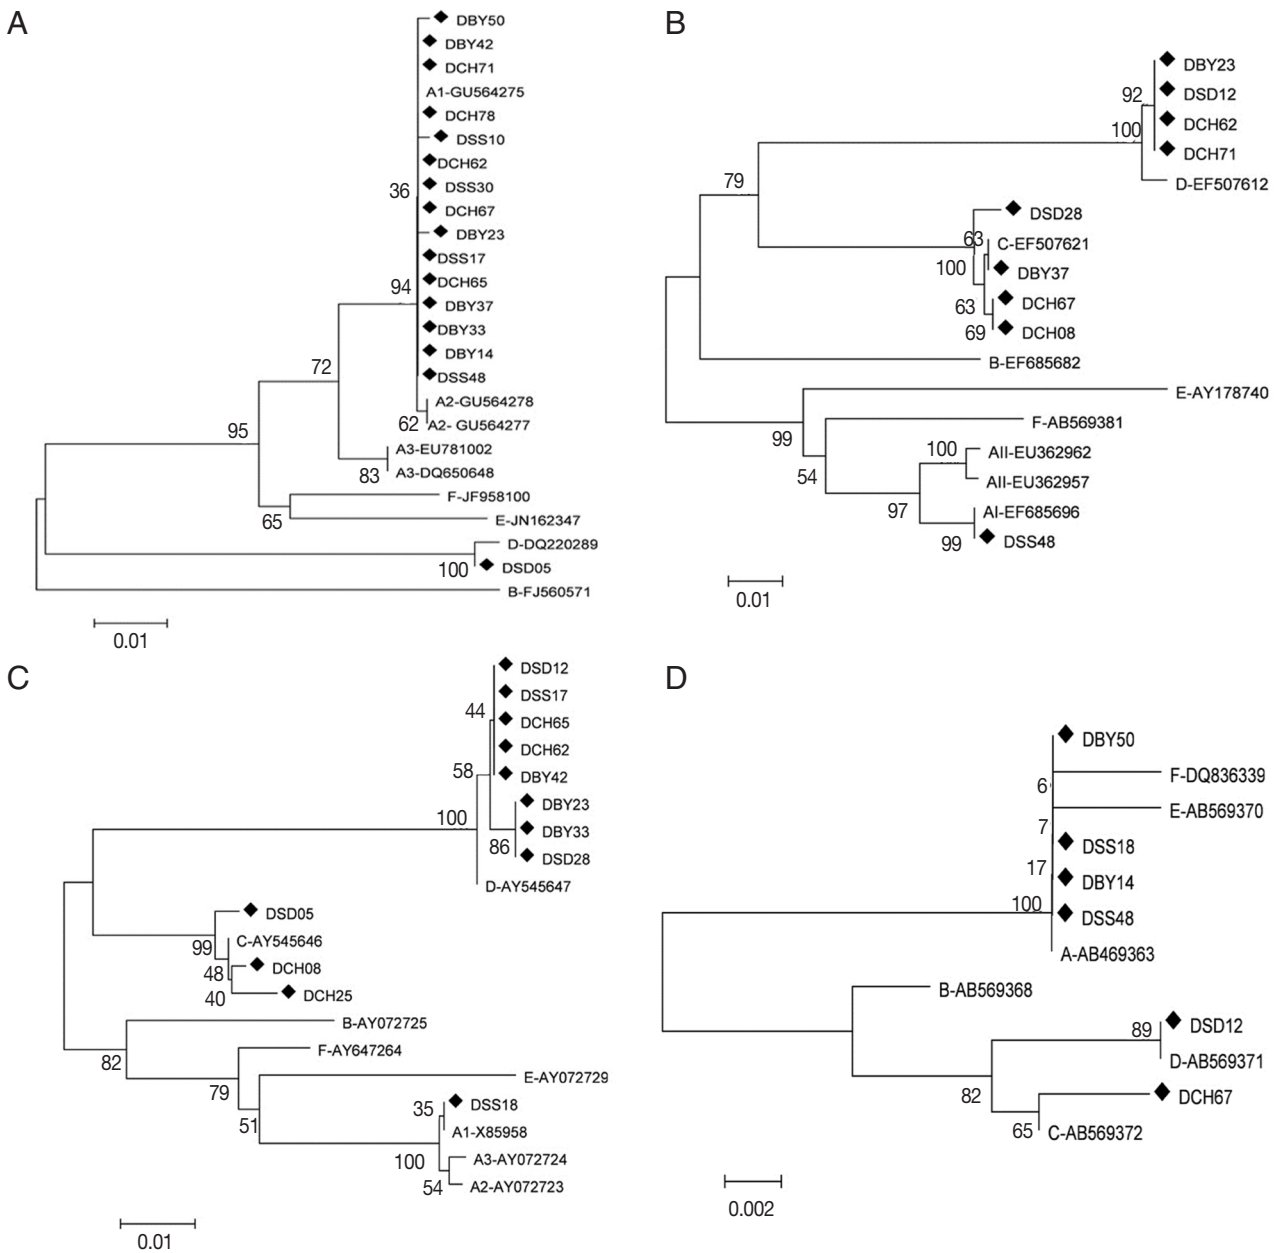 A
DBY50
DBY42
DCH71
A1-GU564275
DCH78
DSS10
DCH62
36
DSS30
DCH67
DBY23
DSS17
DCH65
94
DBY37
DBY33
DBY14
72
DSS48
A2-GU564278
62
A2- GU564277
95
A3-EU781002
83
A3-DQ650648
F-JF958100
65
E-JN162347
D-DQ220289
100
DSD05
B-FJ560571
0.01
B
DBY23
92
DSD12
DCH62
100
DCH71
79
D-EF507612
DSD28
63
C-EF507621
100
DBY37
63
DCH67
69
DCH08
B-EF685682
E-AY178740
F-AB569381
99
100
AII-EU362962
54
AII-EU362957
97
AI-EF685696
99
DSS48
0.01
C
DSD12
DSS17
44
DCH65
DCH62
58
DBY42
DBY23
100
DBY33
86
DSD28
D-AY545647
DSD05
99
C-AY545646
48
DCH08
40
DCH25
B-AY072725
82
F-AY647264
79
E-AY072729
35
DSS18
51
A1-X85958
100
A3-AY072724
54
A2-AY072723
0.01
D
DBY50
F-DQ836339
6
E-AB569370
7
DSS18
17
DBY14
100
DSS48
A-AB469363
B-AB569368
89
DSD12
D-AB569371
82
DCH67
65
C-AB569372
0.002